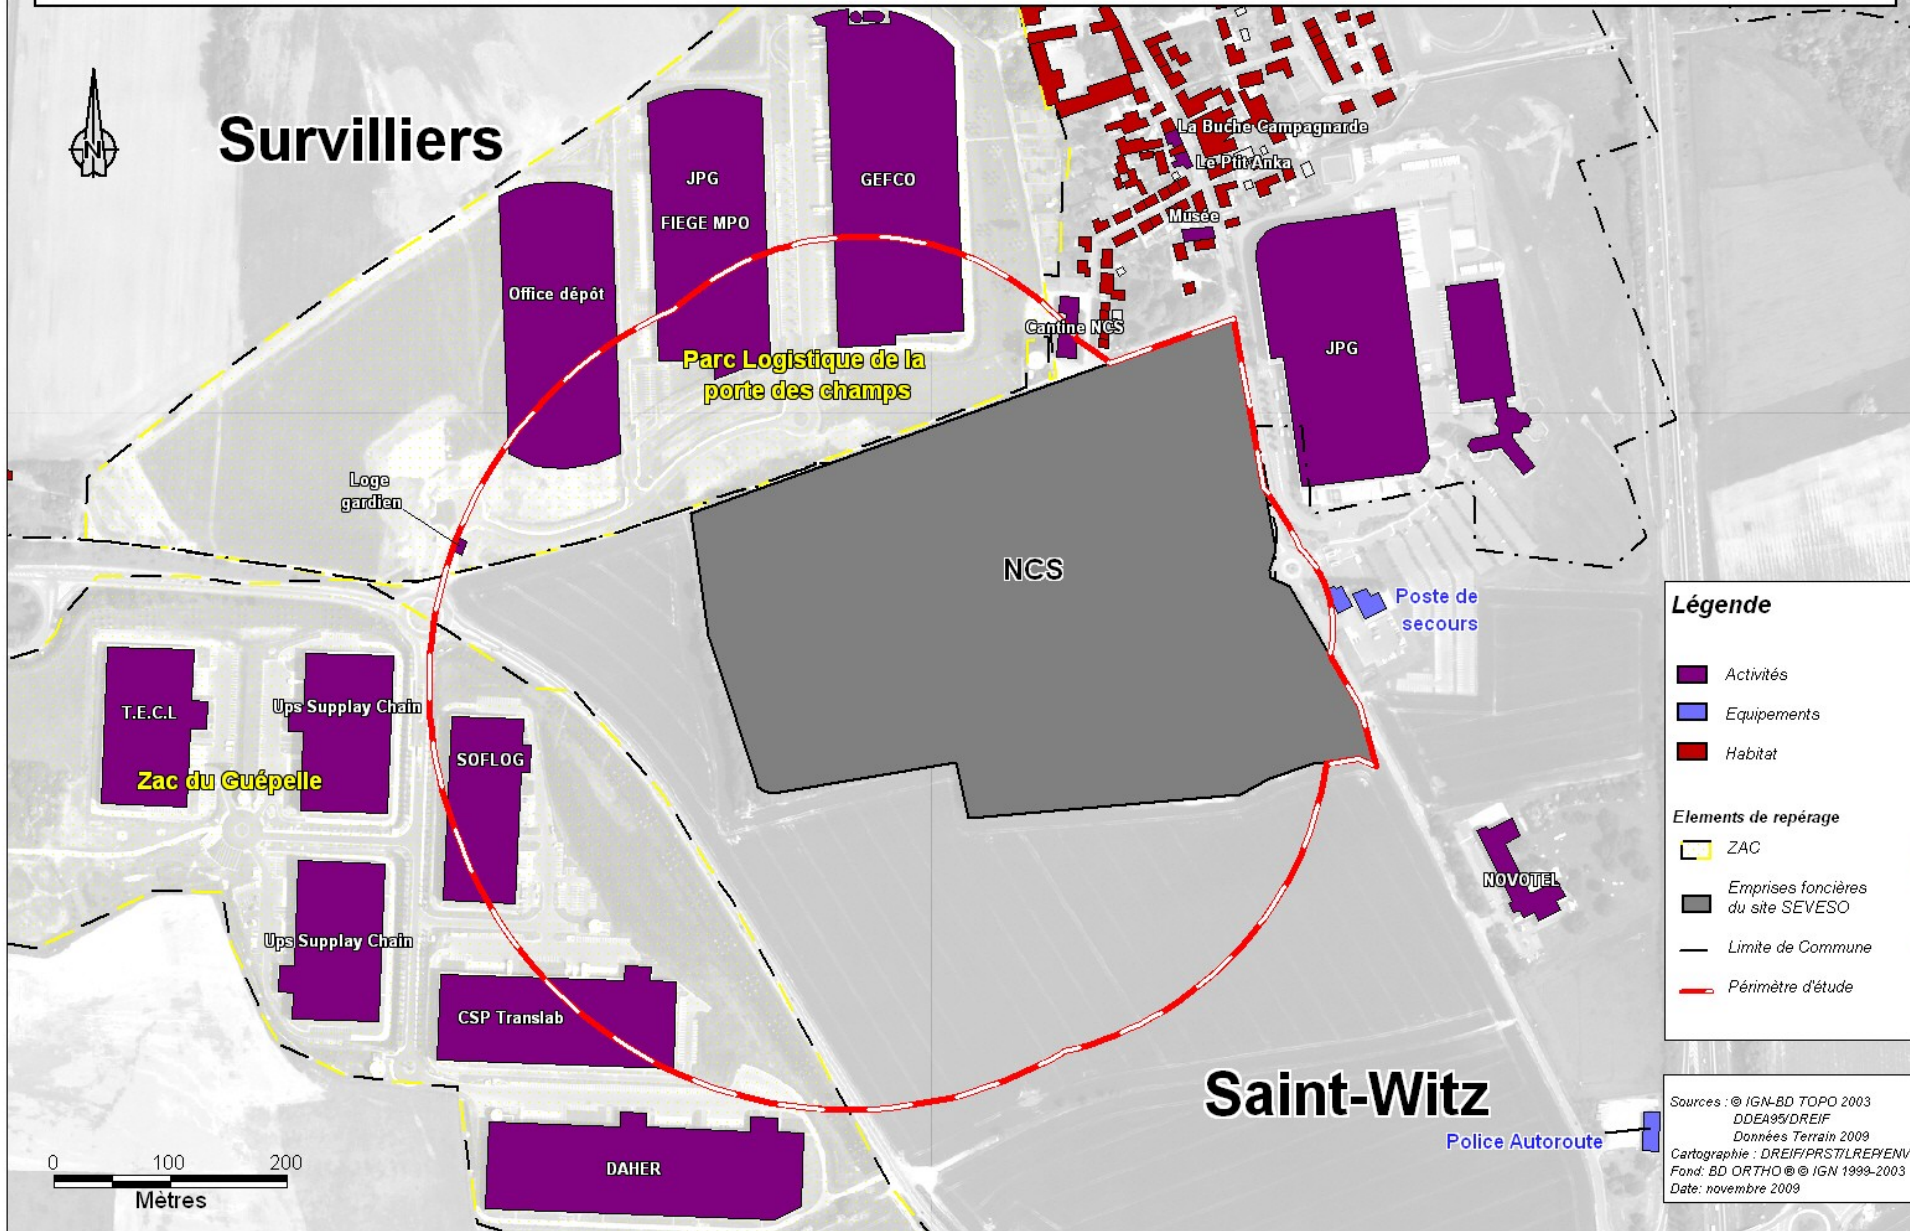 Survilliers
N
JPG
FIEGE MPO
GEFCO
Office dépôt
La Buche Campagnarde
Le Ptit Anka
Musée
Cantine NCS
JPG
Parc Logistique de la
porte des champs
Loge
gardien
NCS
Poste de
secours
T.E.C.L
Ups Supplay Chain
SOFLOG
Zac du Guépelle
Ups Supplay Chain
CSP Translab
DAHER
NOVOTEL
Saint-Witz
Police Autoroute
0 100 200
Mètres
Légende
Activités
Equipements
Habitat
Elements de repérage
ZAC
Emprises foncières
du site SEVESO
Limite de Commune
Périmètre d'étude
Sources : © IGN-BD TOPO 2003
DDEA95/DREIF
Données Terrain 2009
Cartographie : DREIF/PRST/LREP/ENV
Fond: BD ORTHO ® © IGN 1999-2003
Date: novembre 2009